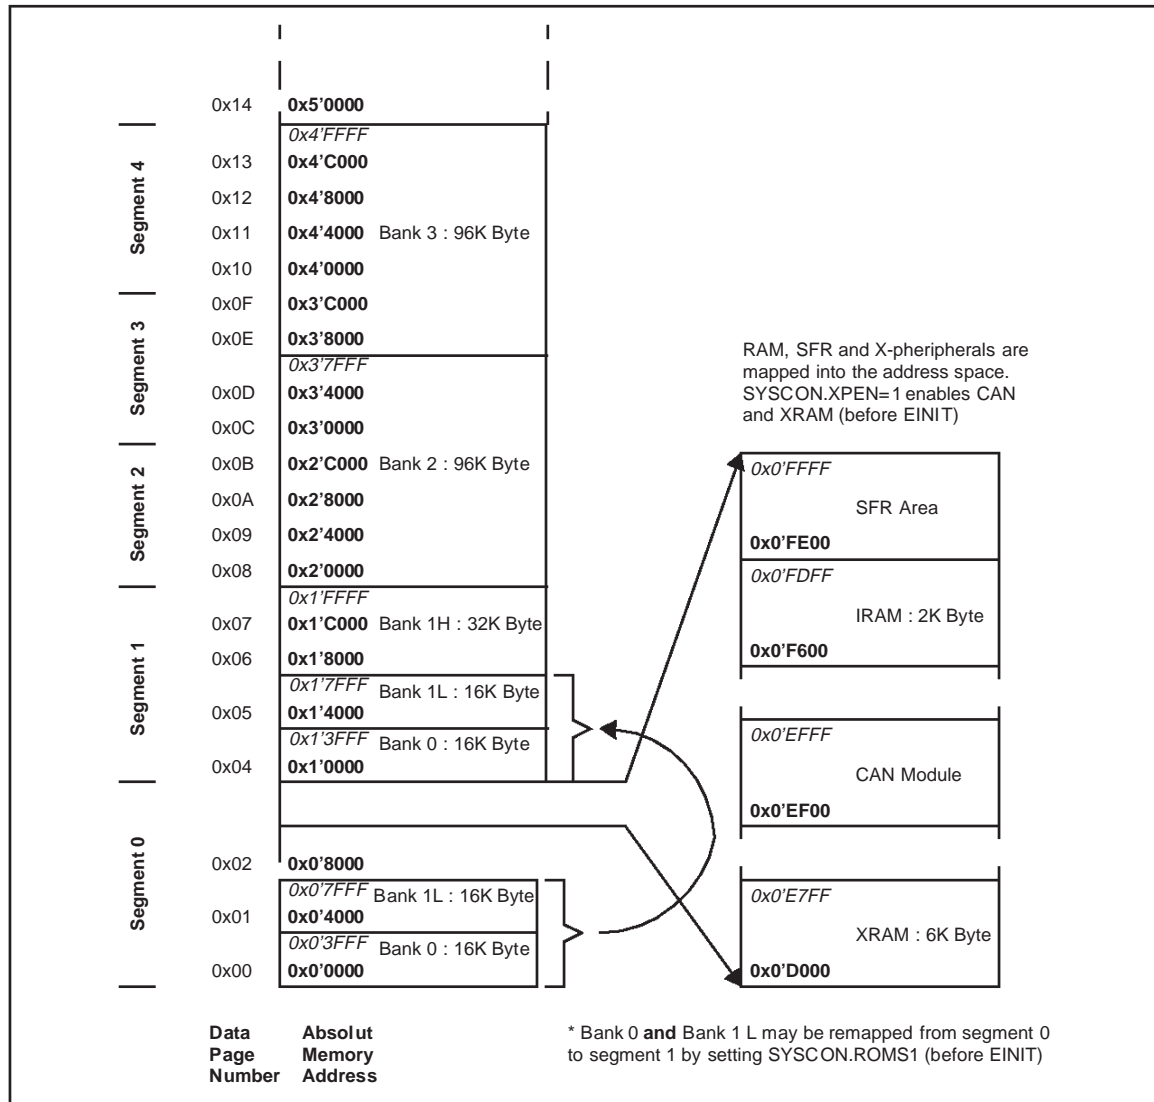 0x14 0x5'0000
0x4'FFFF
0x13 0x4'C000
0x12 0x4'8000
0x11 0x4'4000 Bank 3 : 96K Byte
0x10 0x4'0000
Segment 4
0x0F 0x3'C000
0x0E 0x3'8000
0x3'7FFF
0x0D 0x3'4000
0x0C 0x3'0000
Segment 3
0x0B 0x2'C000 Bank 2 : 96K Byte
0x0A 0x2'8000
0x09 0x2'4000
0x08 0x2'0000
Segment 2
0x1'FFFF
0x07 0x1'C000 Bank 1H : 32K Byte
0x06 0x1'8000
0x1'7FFF Bank 1L : 16K Byte
0x05 0x1'4000
0x1'3FFF Bank 0 : 16K Byte
0x04 0x1'0000
Segment 1
0x02 0x0'8000
0x0'7FFF Bank 1L : 16K Byte
0x01 0x0'4000
0x0'3FFF Bank 0 : 16K Byte
0x00 0x0'0000
Segment 0
Data Absolut
Page Memory
Number Address
RAM, SFR and X-pheripherals are
mapped into the address space.
SYSCON.XPEN=1 enables CAN
and XRAM (before EINIT)
0x0'FFFF
SFR Area
0x0'FE00
0x0'FDFF
IRAM : 2K Byte
0x0'F600
0x0'EFFF
CAN Module
0x0'EF00
0x0'E7FF
XRAM : 6K Byte
0x0'D000
* Bank 0 and Bank 1 L may be remapped from segment 0
to segment 1 by setting SYSCON.ROMS1 (before EINIT)